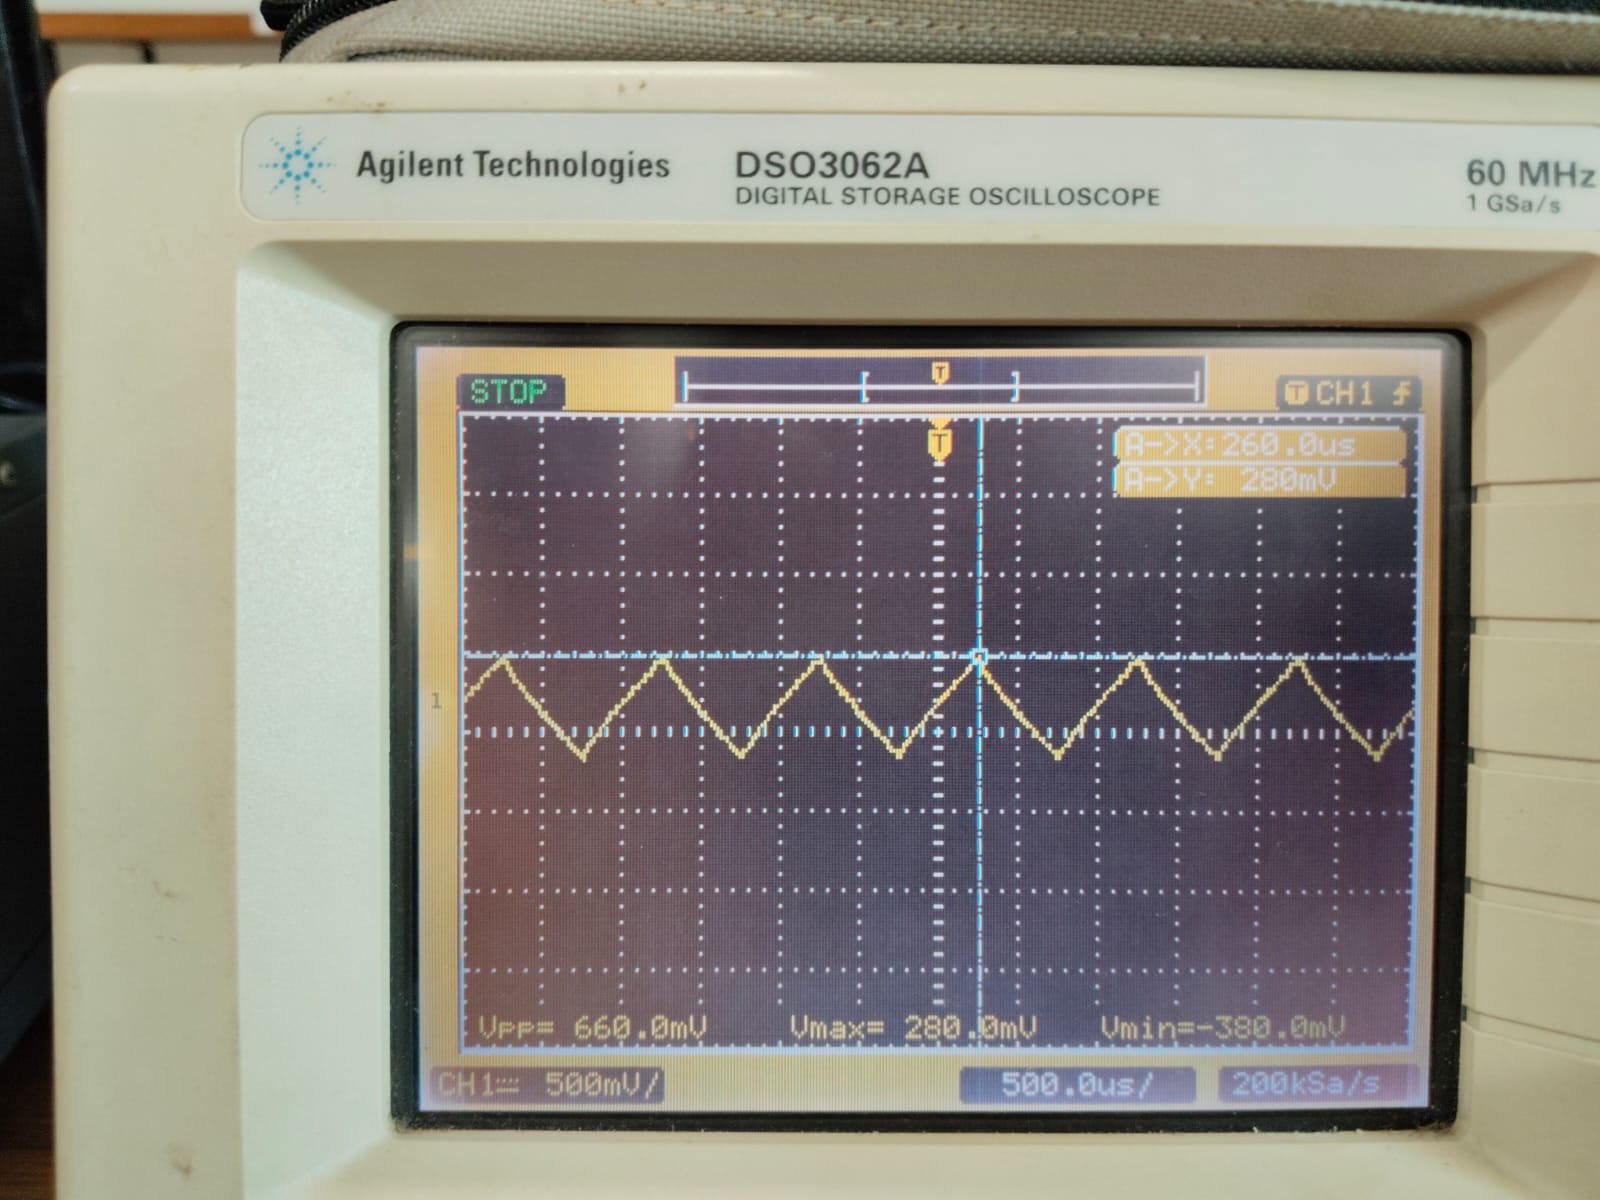 Agilent Technologies
DSO3062A
DIGITAL STORAGE OSCILLOSCOPE
60 MHz
1 GSa/s
STOP
T
T CH1
T
A->X:260.0us
A->Y: 280mV
1
Vpp= 660.0mV Vmax= 280.0mV Vmin=-380.0mV
CH1 500mV/ 500.0us/ 200kSa/s